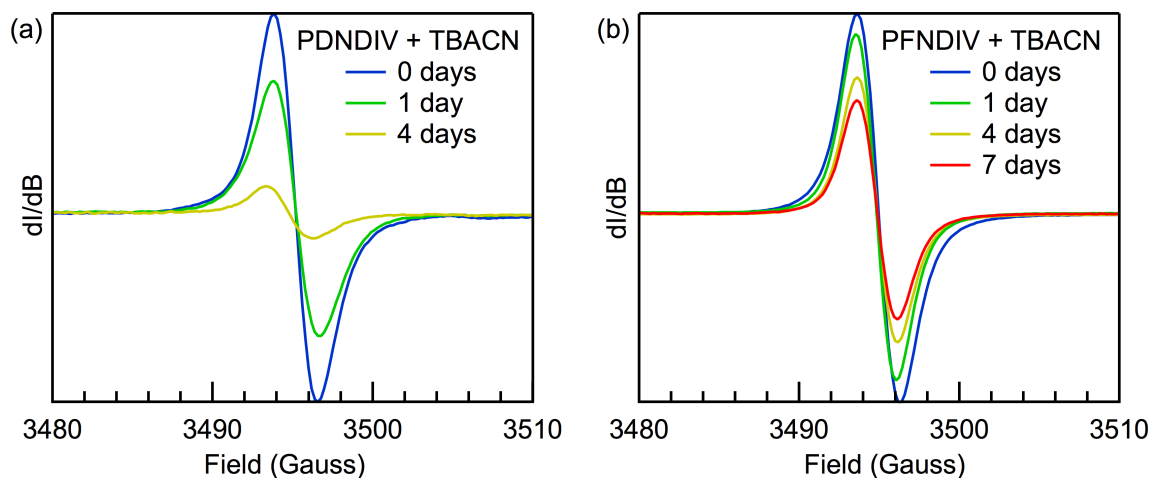 (a)
PDNDIV + TBACN
0 days
1 day
4 days
dI/dB
3480
3490
3500
3510
Field (Gauss)
(b)
PFNDIV + TBACN
0 days
1 day
4 days
7 days
dI/dB
3480
3490
3500
3510
Field (Gauss)